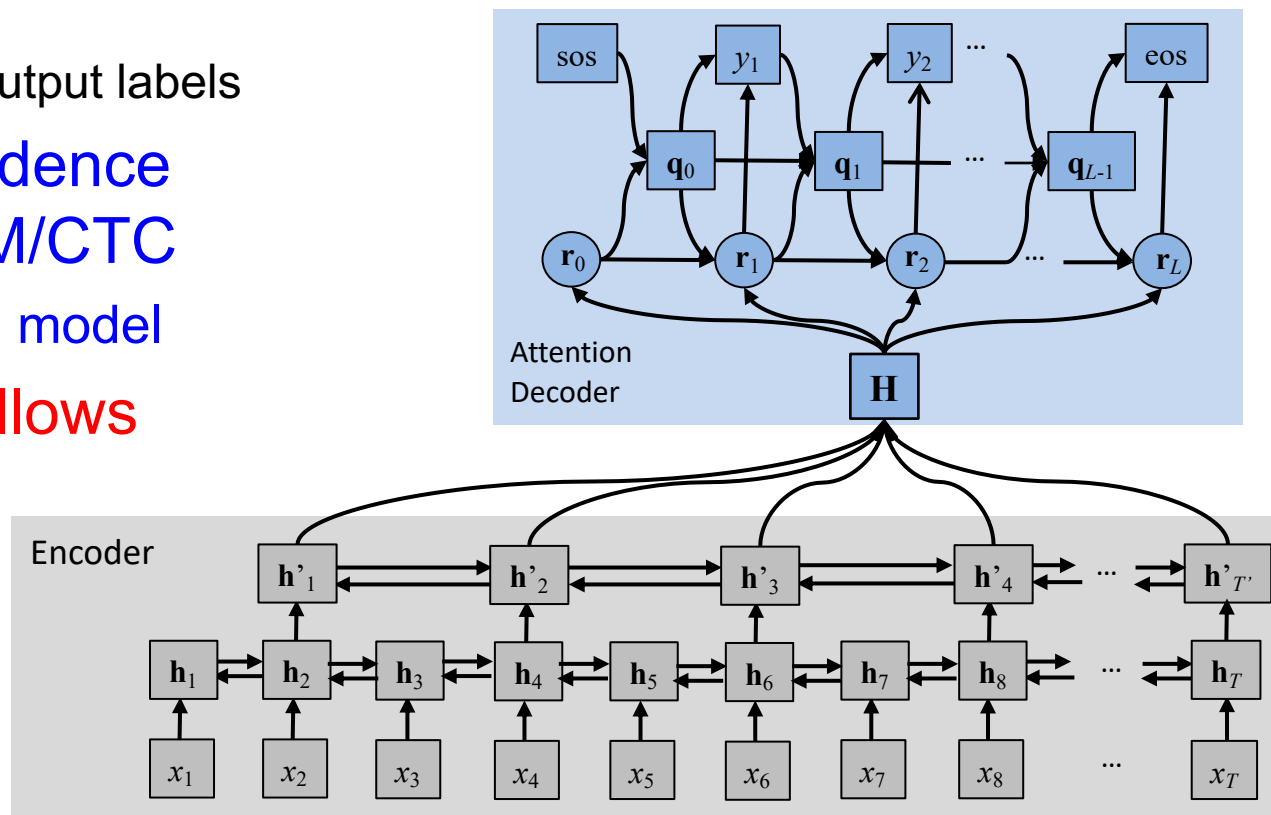 utput labels
dence
M/CTC
model
llows
sos y1 y2 ... eos
q0 q1 ... qL-1
r0 r1 r2 ... rL
Attention
Decoder
H
Encoder
h’1 h’2 h’3 h’4 ... h’T’
h1 h2 h3 h4 h5 h6 h7 h8 ... hT
x1 x2 x3 x4 x5 x6 x7 x8 ... xT